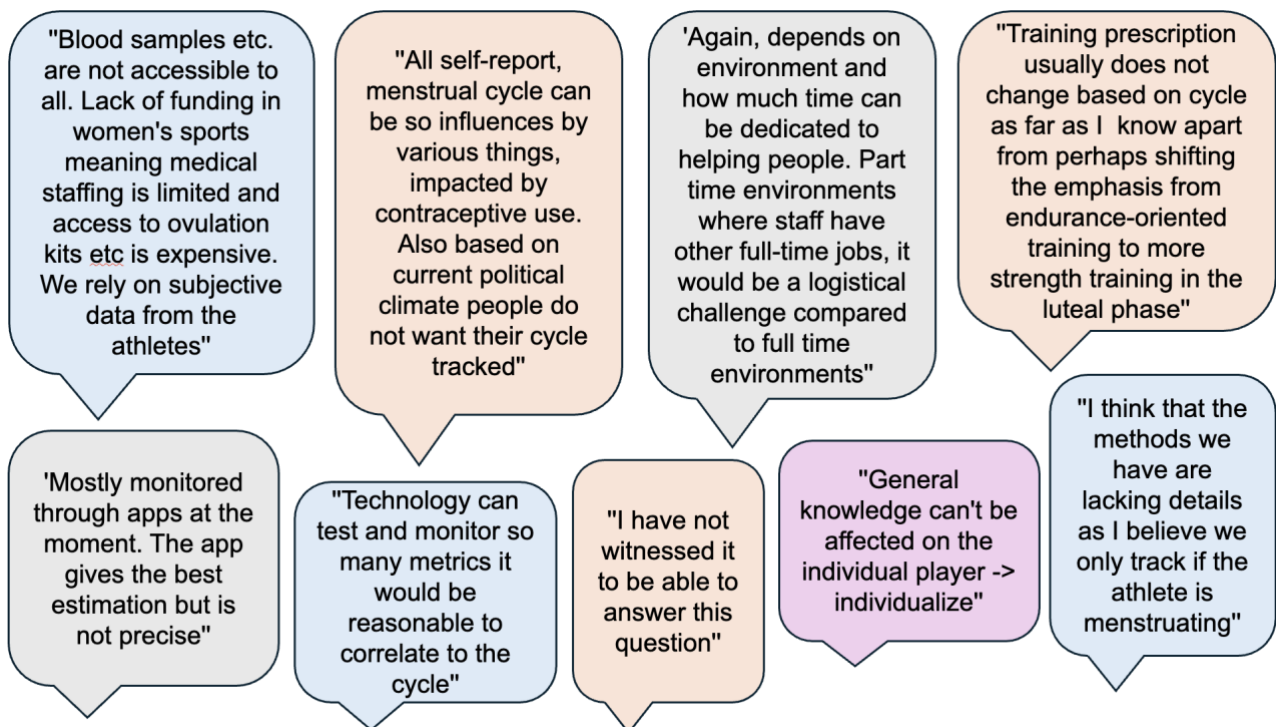 "Blood samples etc.
are not accessible to
all. Lack of funding in
women's sports
meaning medical
staffing is limited and
access to ovulation
kits etc is expensive.
We rely on subjective
data from the
athletes"
"All self-report,
menstrual cycle can
be so influences by
various things,
impacted by
contraceptive use.
Also based on
current political
climate people do
not want their cycle
tracked"
'Again, depends on
environment and
how much time can
be dedicated to
helping people. Part
time environments
where staff have
other full-time jobs, it
would be a logistical
challenge compared
to full time
environments"
"Training prescription
usually does not
change based on cycle
as far as I  know apart
from perhaps shifting
the emphasis from
endurance-oriented
training to more
strength training in the
luteal phase"
'Mostly monitored
through apps at the
moment. The app
gives the best
estimation but is
not precise"
"Technology can
test and monitor so
many metrics it
would be
reasonable to
correlate to the
cycle"
"I have not
witnessed it
to be able to
answer this
question"
"General
knowledge can't be
affected on the
individual player ->
individualize"
"I think that the
methods we
have are
lacking details
as I believe we
only track if the
athlete is
menstruating"